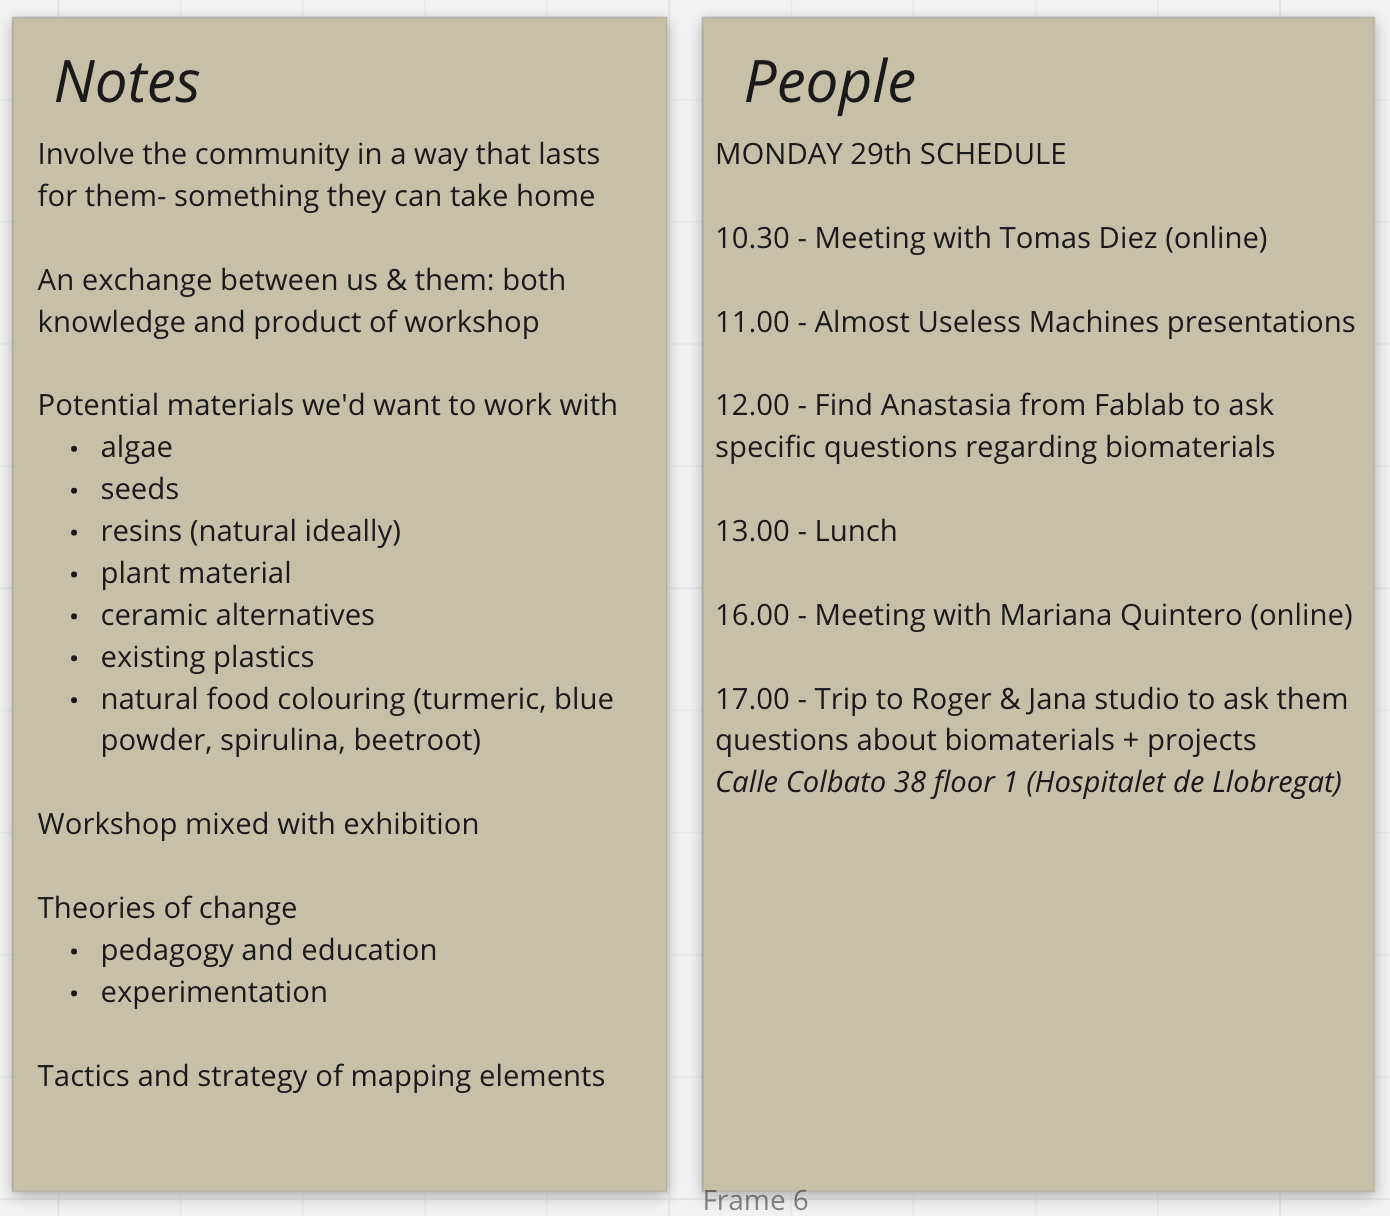 Notes
Involve the community in a way that lasts
for them- something they can take home
An exchange between us & them: both
knowledge and product of workshop
Potential materials we'd want to work with
• algae
• seeds
• resins (natural ideally)
• plant material
• ceramic alternatives
• existing plastics
• natural food colouring (turmeric, blue
powder, spirulina, beetroot)
Workshop mixed with exhibition
Theories of change
• pedagogy and education
• experimentation
Tactics and strategy of mapping elements
People
MONDAY 29th SCHEDULE
10.30 - Meeting with Tomas Diez (online)
11.00 - Almost Useless Machines presentations
12.00 - Find Anastasia from Fablab to ask
specific questions regarding biomaterials
13.00 - Lunch
16.00 - Meeting with Mariana Quintero (online)
17.00 - Trip to Roger & Jana studio to ask them
questions about biomaterials + projects
Calle Colbato 38 floor 1 (Hospitalet de Llobregat)
Frame 6